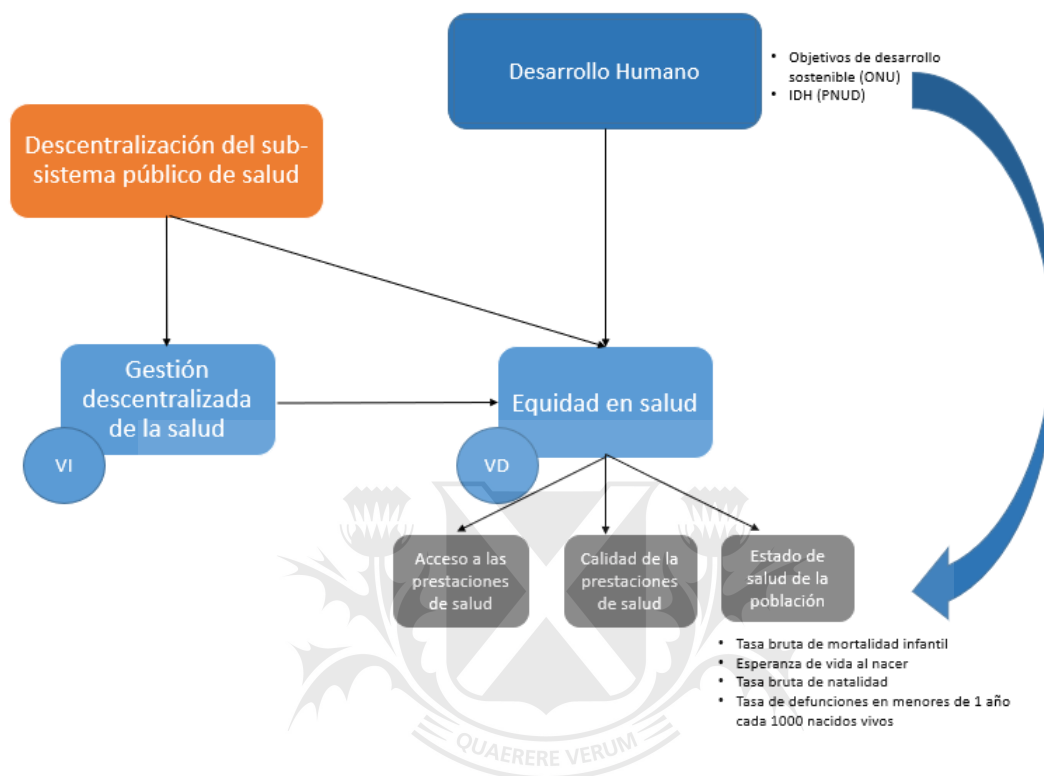 Desarrollo Humano
• Objetivos de desarrollo
sostenible (ONU)
• IDH (PNUD)
Descentralización del sub-
sistema público de salud
Gestión
descentralizada
de la salud
VI
Equidad en salud
VD
Acceso a las
prestaciones
de salud
Calidad de la
prestaciones
de salud
Estado de
salud de la
población
• Tasa bruta de mortalidad infantil
• Esperanza de vida al nacer
• Tasa bruta de natalidad
• Tasa de defunciones en menores de 1 año
cada 1000 nacidos vivos
QUAERERE VERUM